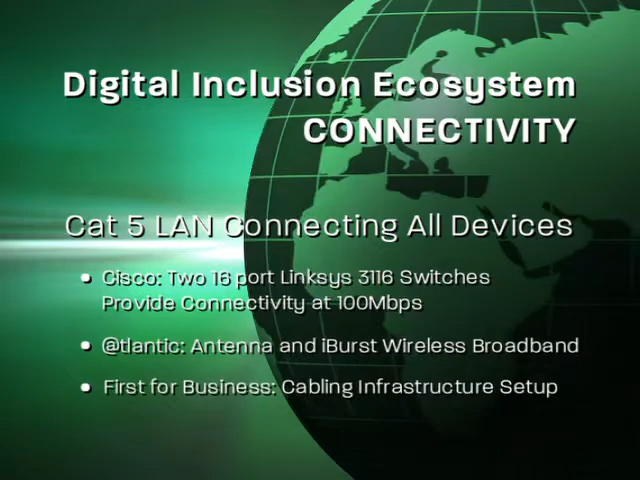 Digital Inclusion Ecosystem
CONNECTIVITY
Cat 5 LAN Connecting All Devices
• Cisco: Two 16 port Linksys 3116 Switches
Provide Connectivity at 100Mbps
• @tlantic: Antenna and iBurst Wireless Broadband
• First for Business: Cabling Infrastructure Setup